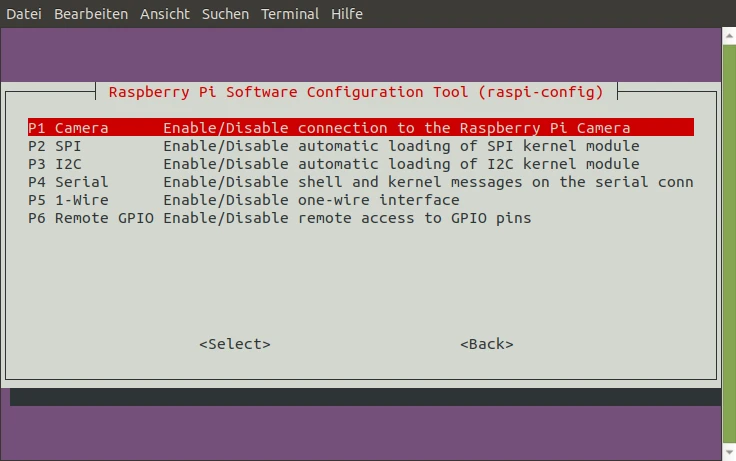 Datei Bearbeiten Ansicht Suchen Terminal Hilfe
Raspberry Pi Software Configuration Tool (raspi-config)
P1 Camera Enable/Disable connection to the Raspberry Pi Camera
P2 SPI Enable/Disable automatic loading of SPI kernel module
P3 I2C Enable/Disable automatic loading of I2C kernel module
P4 Serial Enable/Disable shell and kernel messages on the serial conn
P5 1-Wire Enable/Disable one-wire interface
P6 Remote GPIO Enable/Disable remote access to GPIO pins
<Select> <Back>